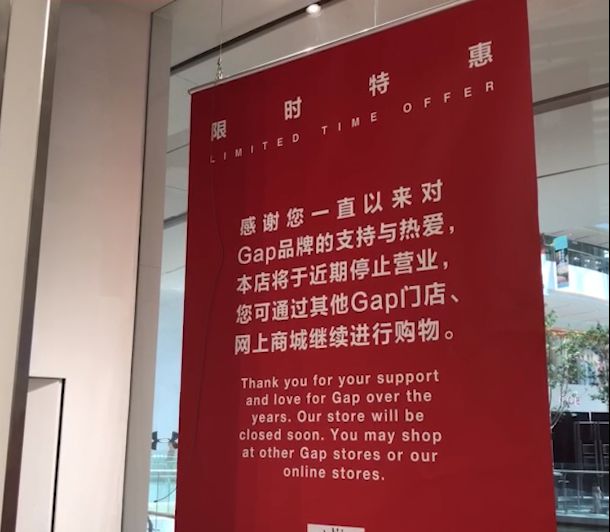 限时特惠
LIMITED TIME OFFER
感谢您一直以来对
Gap品牌的支持与热爱，
本店将于近期停止营业，
您可通过其他Gap门店、
网上商城继续进行购物。
Thank you for your support
and love for Gap over the
years. Our store will be
closed soon. You may shop
at other Gap stores or our
online stores.